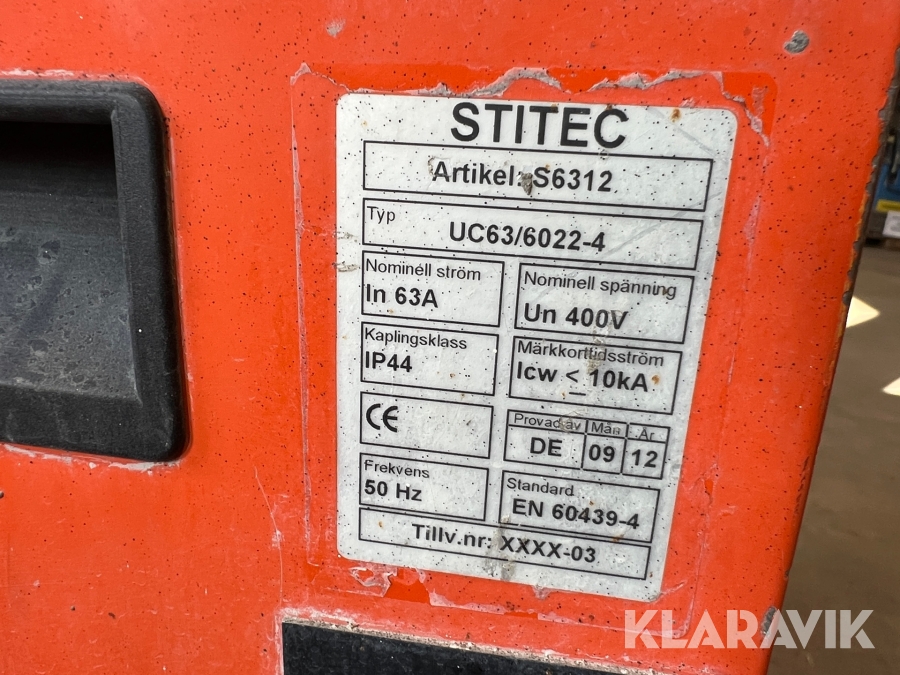 STITEC
Artikel: S6312
Typ
UC63/6022-4
Nominell ström
In 63A
Nominell spänning
Un 400V
Kaplingsklass
IP44
Märkkorttidsström
Icw ≤ 10kA
CE
Provad av Mån År
DE 09 12
Frekvens
50 Hz
Standard
EN 60439-4
Tillv.nr: XXXX-03
KLARAVIK